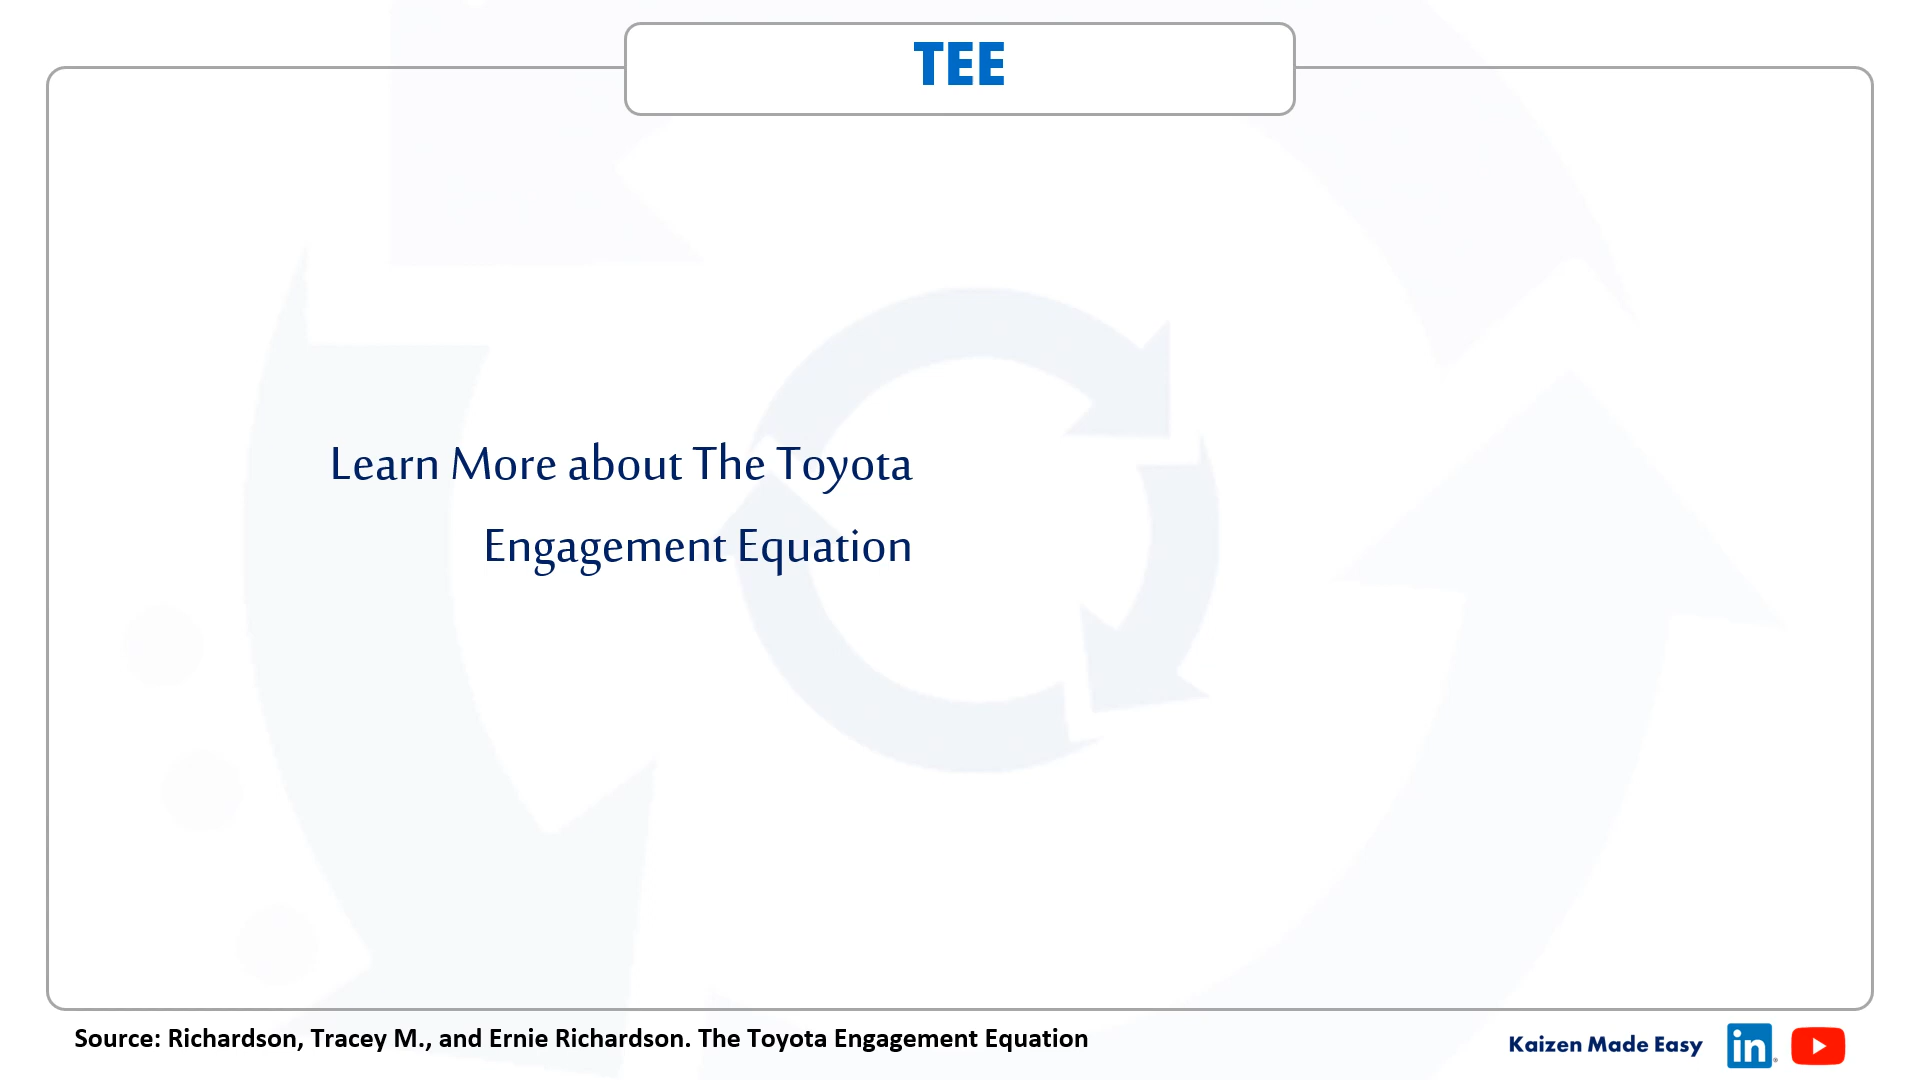 TEE
Learn More about The Toyota
Engagement Equation
Source: Richardson, Tracey M., and Ernie Richardson. The Toyota Engagement Equation
Kaizen Made Easy
in